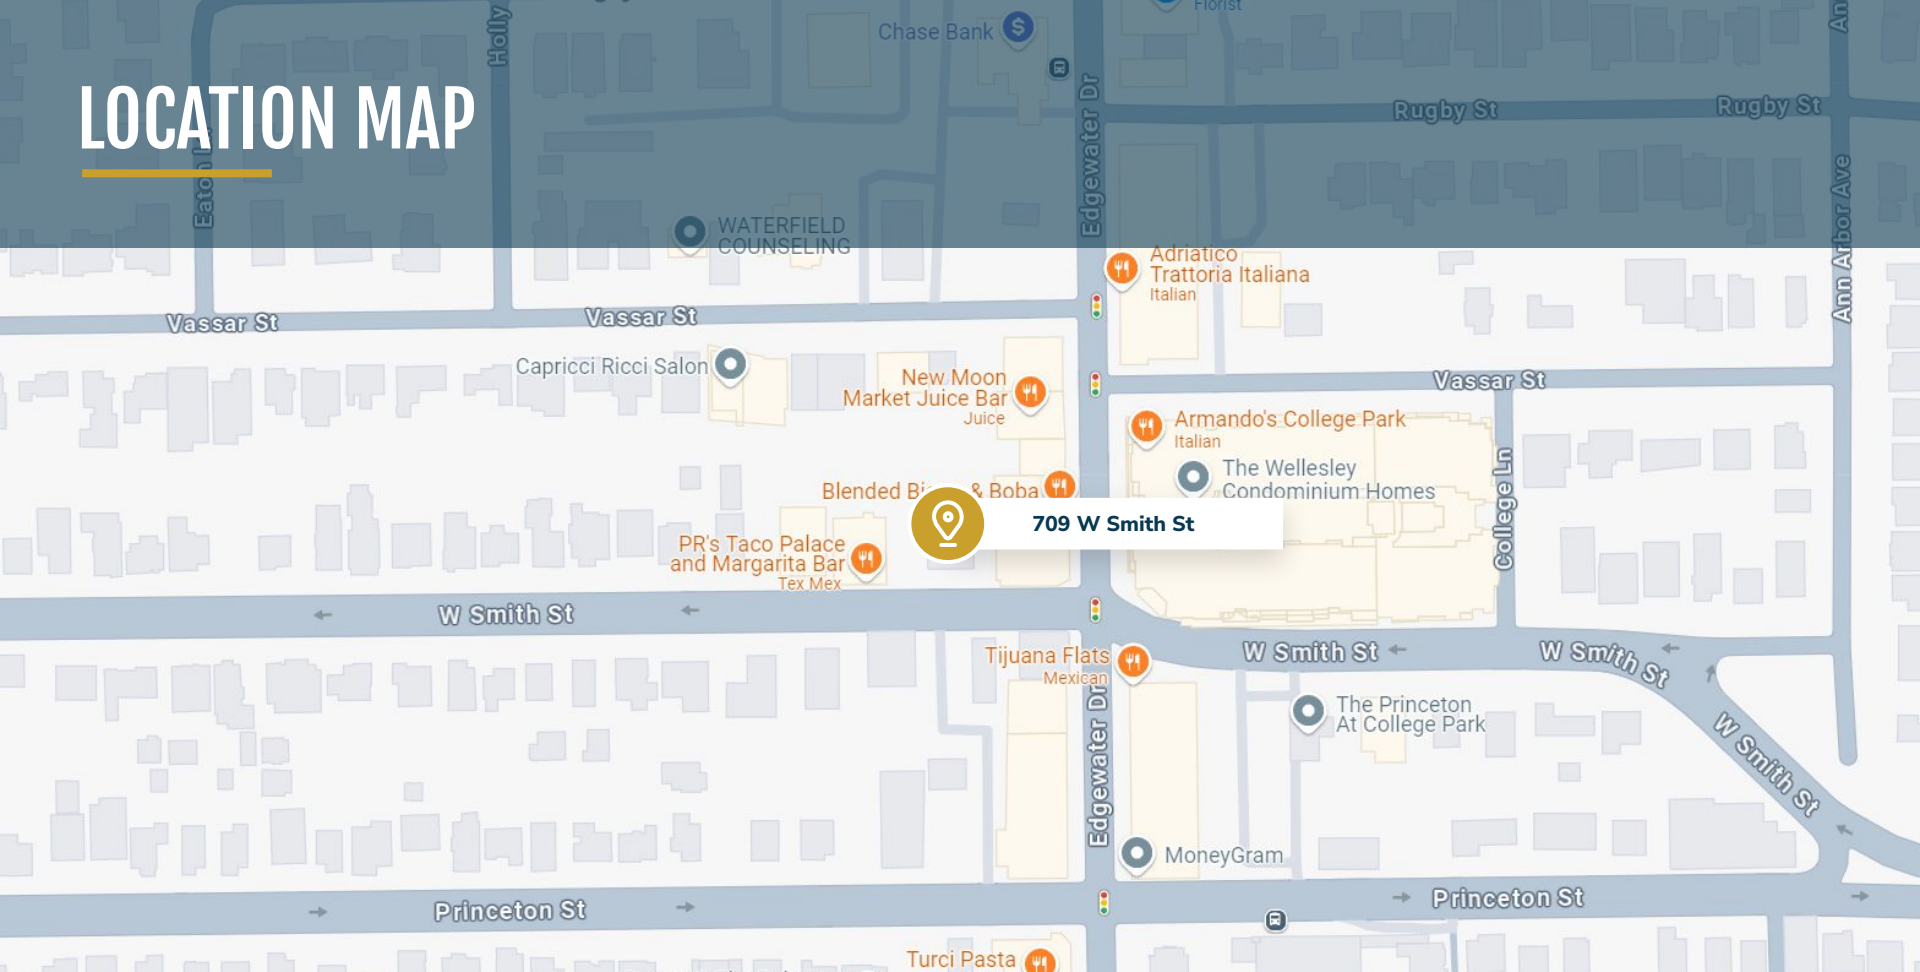 Florist
Chase Bank
Holly
Ann
LOCATION MAP
Edgewater Dr
Rugby St
Rugby St
Eaton
WATERFIELD
COUNSELING
Ann Arbor Ave
Adriatico
Trattoria Italiana
Italian
Vassar St
Vassar St
Capricci Ricci Salon
New Moon
Market Juice Bar
Juice
Vassar St
Armando's College Park
Italian
The Wellesley
Condominium Homes
College Ln
Blended & Boba
709 W Smith St
PR's Taco Palace
and Margarita Bar
Tex Mex
W Smith St
W Smith St
W Smith St
Tijuana Flats
Mexican
Edgewater Dr
The Princeton
At College Park
W Smith St
MoneyGram
Princeton St
Princeton St
Turci Pasta